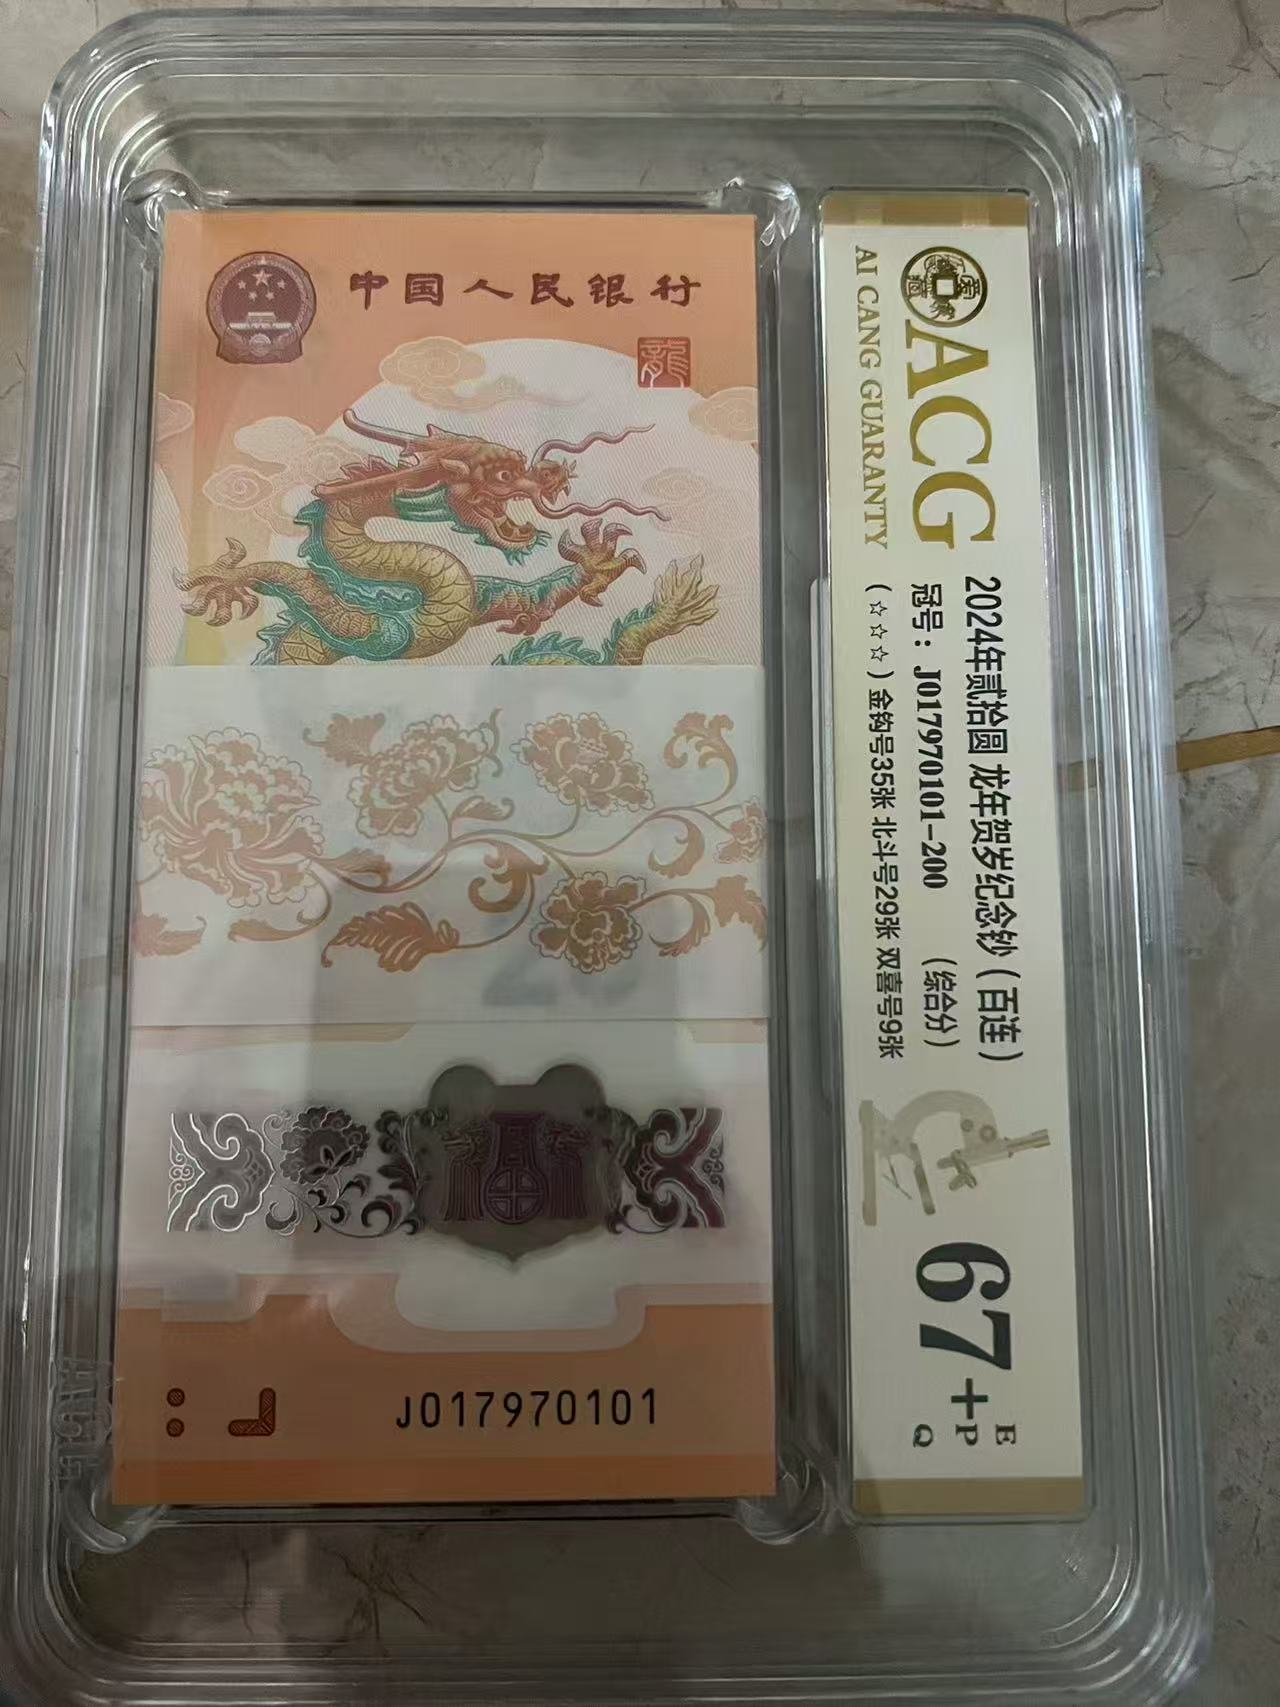 中国人民银行
龍
J017970101
ACG
AI CANG GUARANTY
2024年贰拾圆 龙年贺岁纪念钞（百连）
冠号：J017970101-200 （综合分）
（☆☆☆）金钩号35张 北斗号29张 双喜号9张
67+
E
P
Q